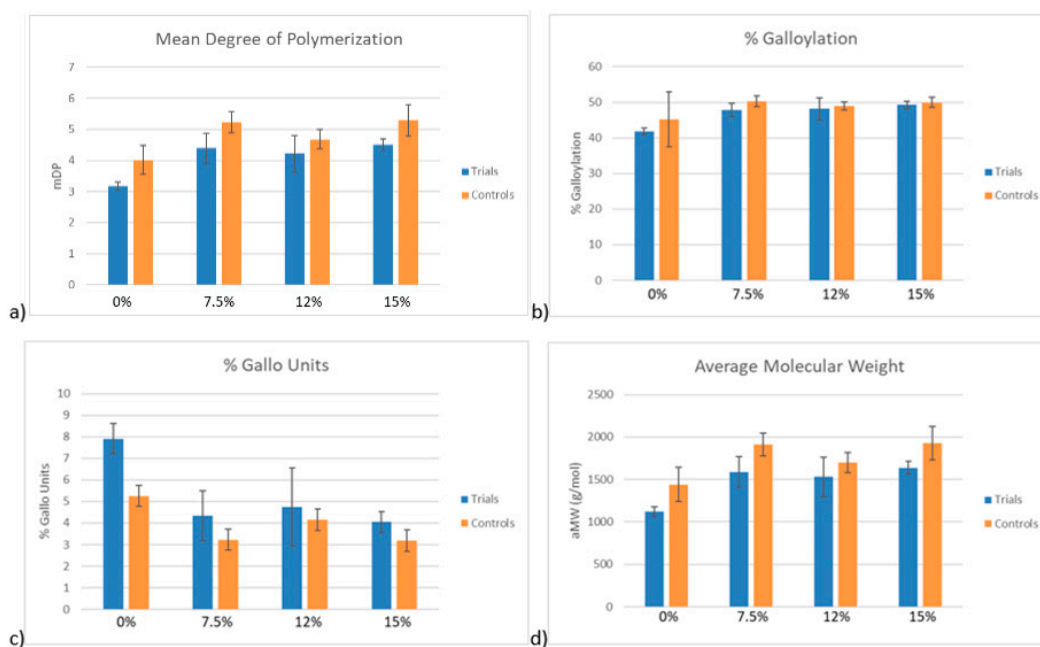 Mean Degree of Polymerization
7
6
5
4
3
2
1
0
mDP
0% 7.5% 12% 15%
Trials
Controls
a)
% Galloylation
60
50
40
30
20
10
0
% Galloylation
0% 7.5% 12% 15%
Trials
Controls
b)
% Gallo Units
10
9
8
7
6
5
4
3
2
1
0
% Gallo Units
0% 7.5% 12% 15%
Trials
Controls
c)
Average Molecular Weight
2500
2000
1500
1000
500
0
aMW (g/mol)
0% 7.5% 12% 15%
Trials
Controls
d)